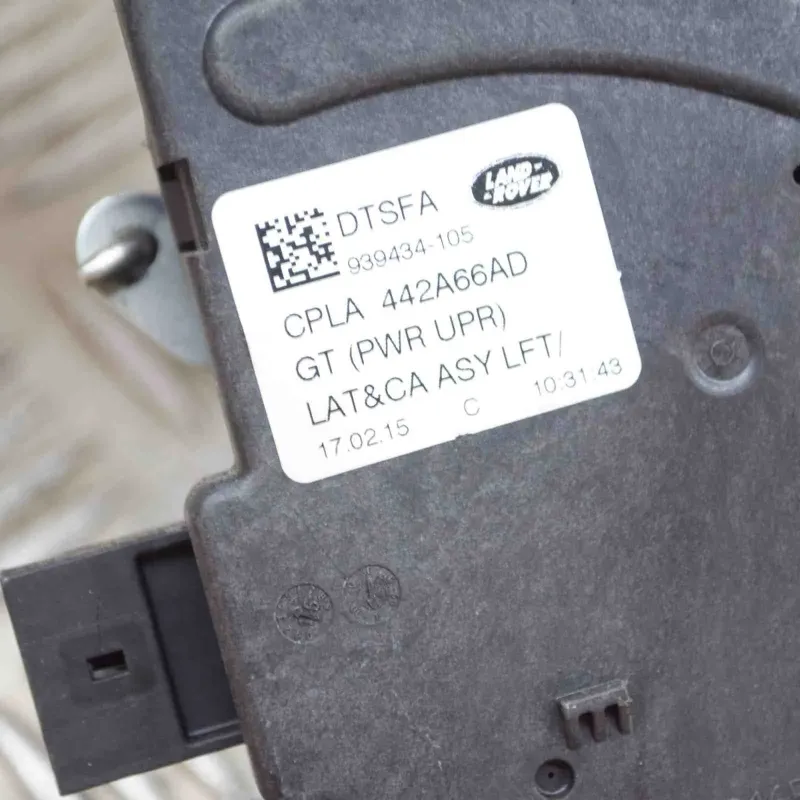 LAND ROVER
DTSFA
939434-105
CPLA 442A66AD
GT (PWR UPR)
LAT&CA ASY LFT/
17.02.15 C 10:31:43